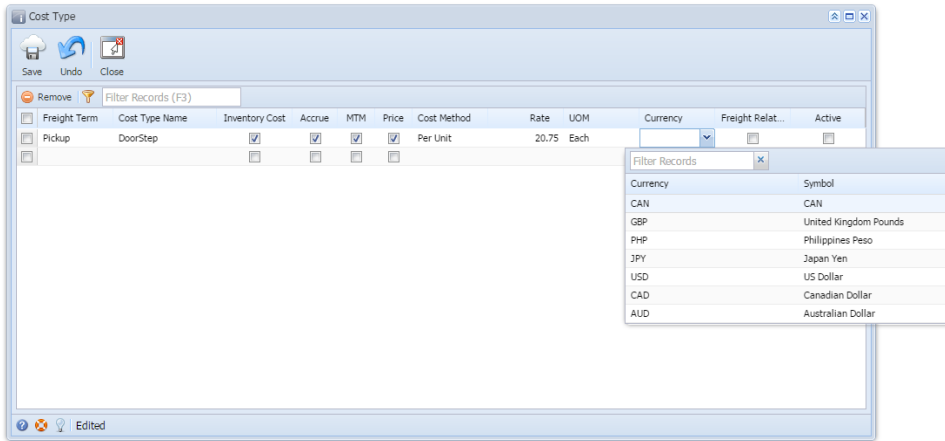 Cost Type
Save Undo Close
Remove Filter Records (F3)
Freight Term Cost Type Name Inventory Cost Accrue MTM Price Cost Method Rate UOM Currency Freight Relat... Active
Pickup DoorStep Per Unit 20.75 Each
Filter Records
Currency Symbol
CAN CAN
GBP United Kingdom Pounds
PHP Philippines Peso
JPY Japan Yen
USD US Dollar
CAD Canadian Dollar
AUD Australian Dollar
Edited